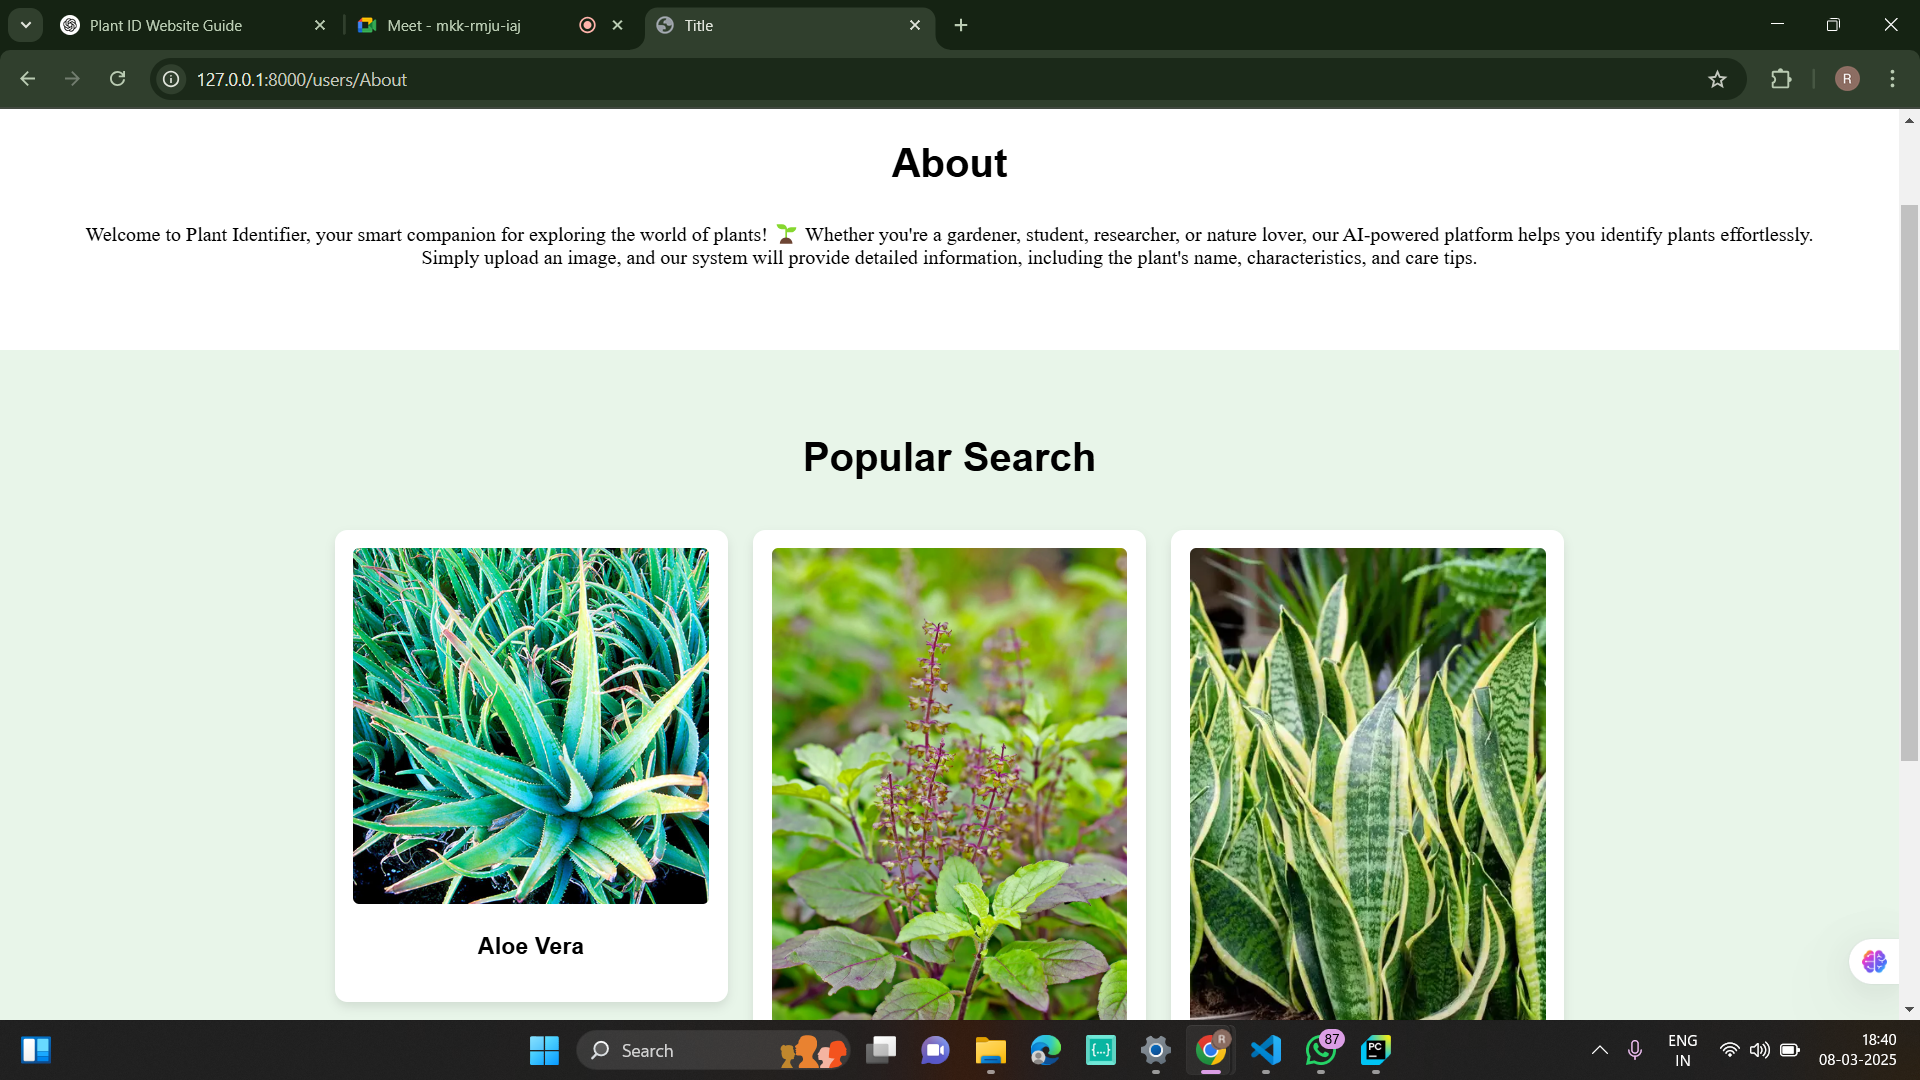 Plant ID Website Guide
Meet - mkk-rmju-iaj
Title
127.0.0.1:8000/users/About
R
About
Welcome to Plant Identifier, your smart companion for exploring the world of plants! 🌱 Whether you're a gardener, student, researcher, or nature lover, our AI-powered platform helps you identify plants effortlessly.
Simply upload an image, and our system will provide detailed information, including the plant's name, characteristics, and care tips.
Popular Search
Aloe Vera
Search
R
87
PC
ENG
IN
18:40
08-03-2025